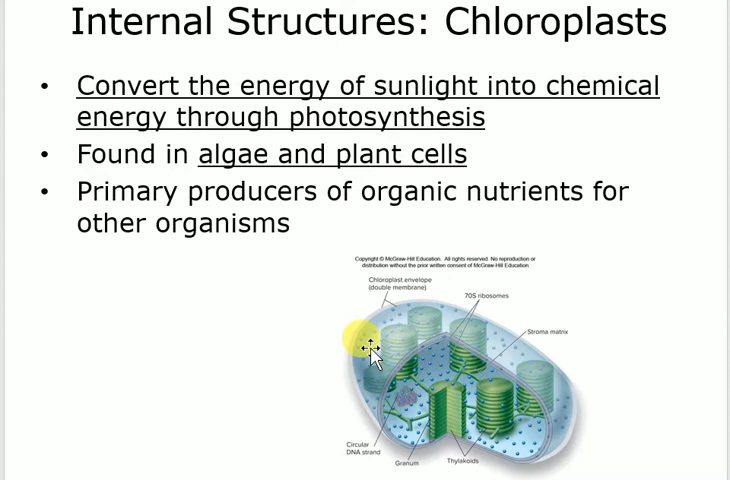 Internal Structures: Chloroplasts
• Convert the energy of sunlight into chemical
energy through photosynthesis
• Found in algae and plant cells
• Primary producers of organic nutrients for
other organisms
Copyright © McGraw-Hill Education. All rights reserved. No reproduction or
distribution without the prior written consent of McGraw-Hill Education.
Chloroplast envelope
(double membrane)
70S ribosomes
Stroma matrix
Circular
DNA strand
Granum
Thylakoids